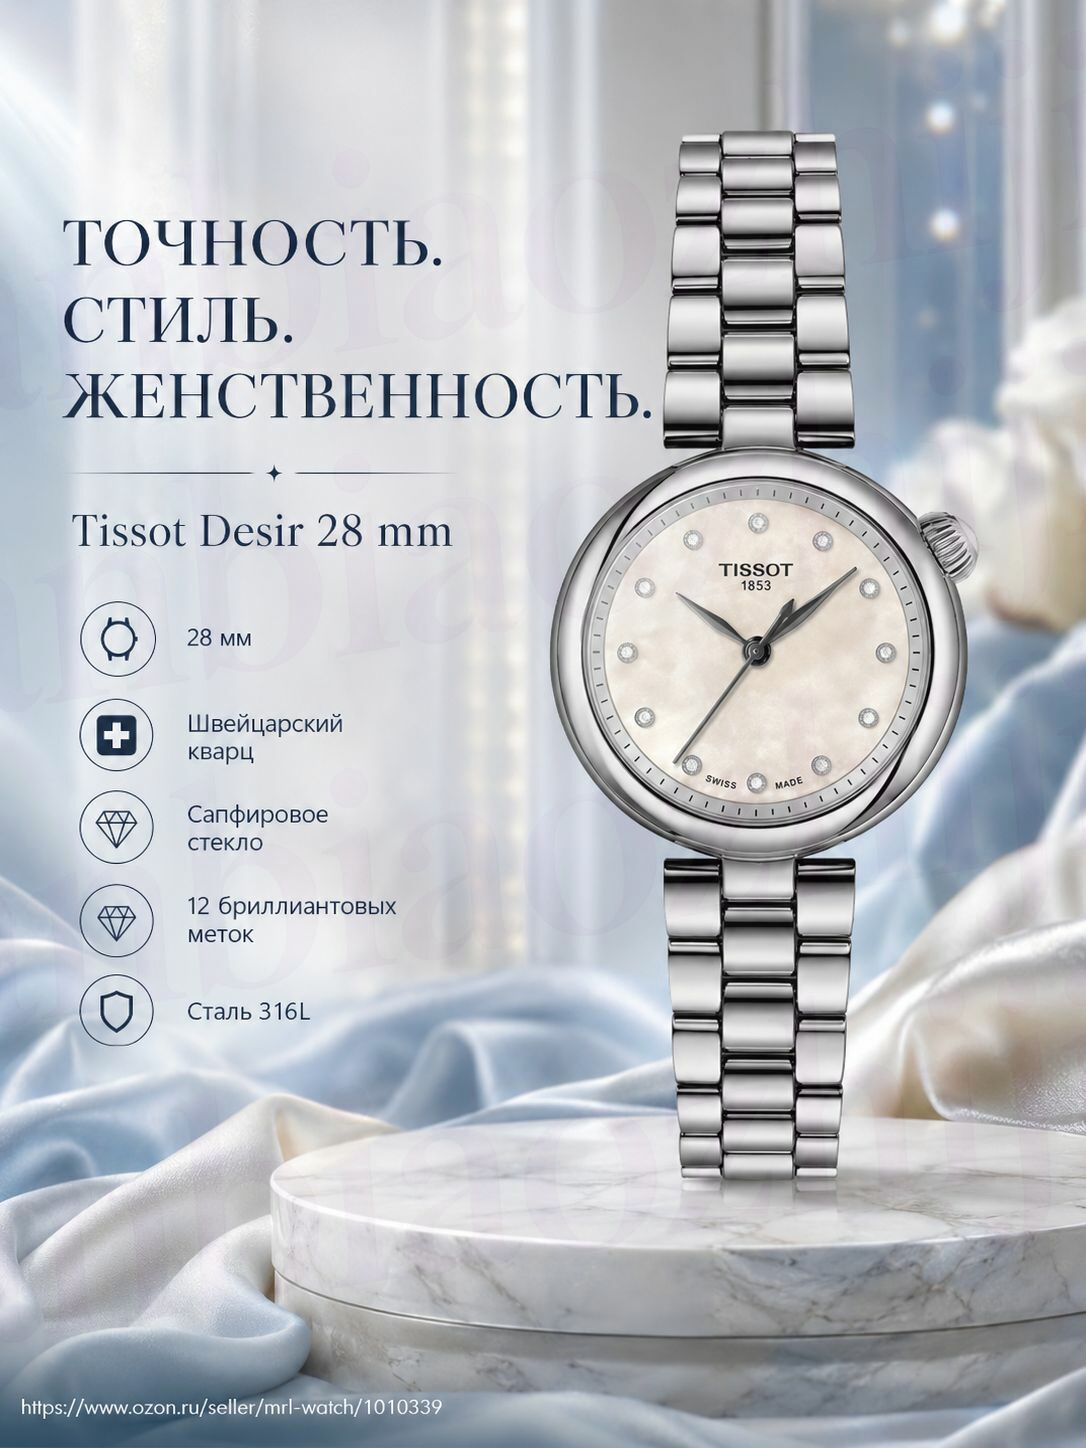 ТОЧНОСТЬ.
СТИЛЬ.
ЖЕНСТВЕННОСТЬ.
Tissot Desir 28 mm
28 мм
Швейцарский
кварц
Сапфировое
стекло
12 бриллиантовых
меток
Сталь 316L
TISSOT
1853
SWISS MADE
https://www.ozon.ru/seller/mrl-watch/1010339